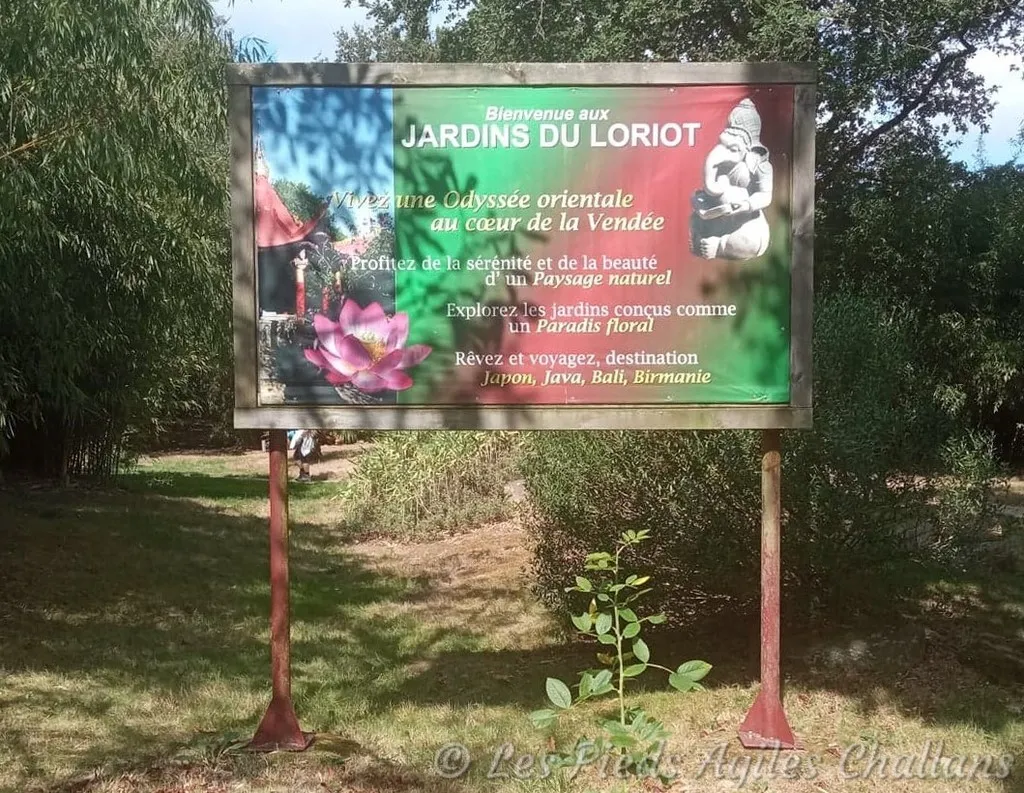 Bienvenue aux
JARDINS DU LORIOT
Vivez une Odyssée orientale
au cœur de la Vendée
Profitez de la sérénité et de la beauté
d'un Paysage naturel
Explorez les jardins conçus comme
un Paradis floral
Rêvez et voyagez, destination
Japon, Java, Bali, Birmanie
© Les Pieds Agiles Challans